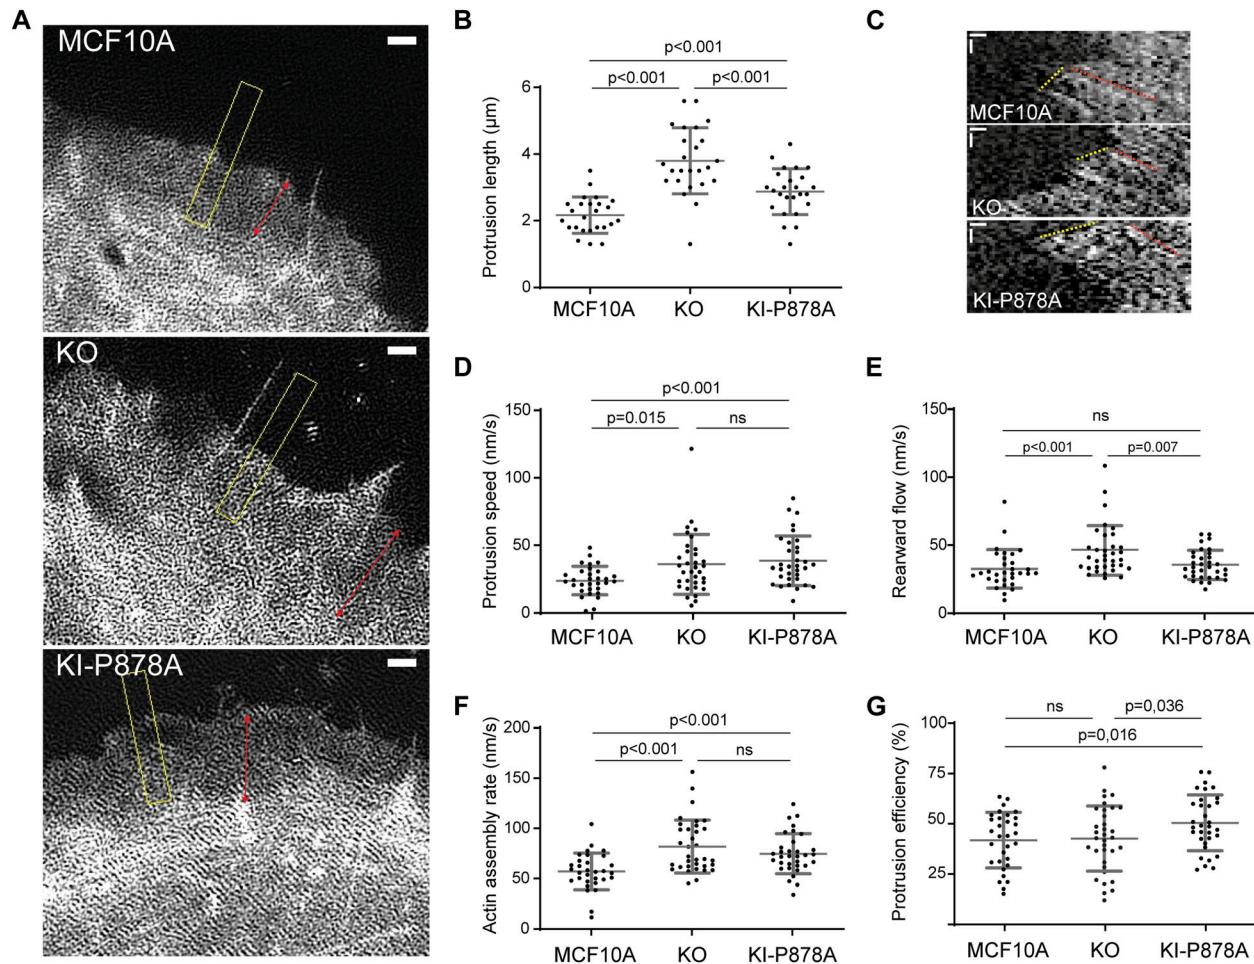 A
MCF10A
KO
KI-P878A
B
p<0.001
p<0.001
p<0.001
Protrusion length (μm)
6
4
2
0
MCF10A
KO
KI-P878A
C
MCF10A
KO
KI-P878A
D
p<0.001
p=0.015
ns
Protrusion speed (nm/s)
150
100
50
0
MCF10A
KO
KI-P878A
E
ns
p<0.001
p=0.007
Rearward flow (nm/s)
150
100
50
0
MCF10A
KO
KI-P878A
F
p<0.001
p<0.001
ns
Actin assembly rate (nm/s)
200
150
100
50
0
MCF10A
KO
KI-P878A
G
ns
p=0,036
p=0,016
Protrusion efficiency (%)
100
75
50
25
MCF10A
KO
KI-P878A